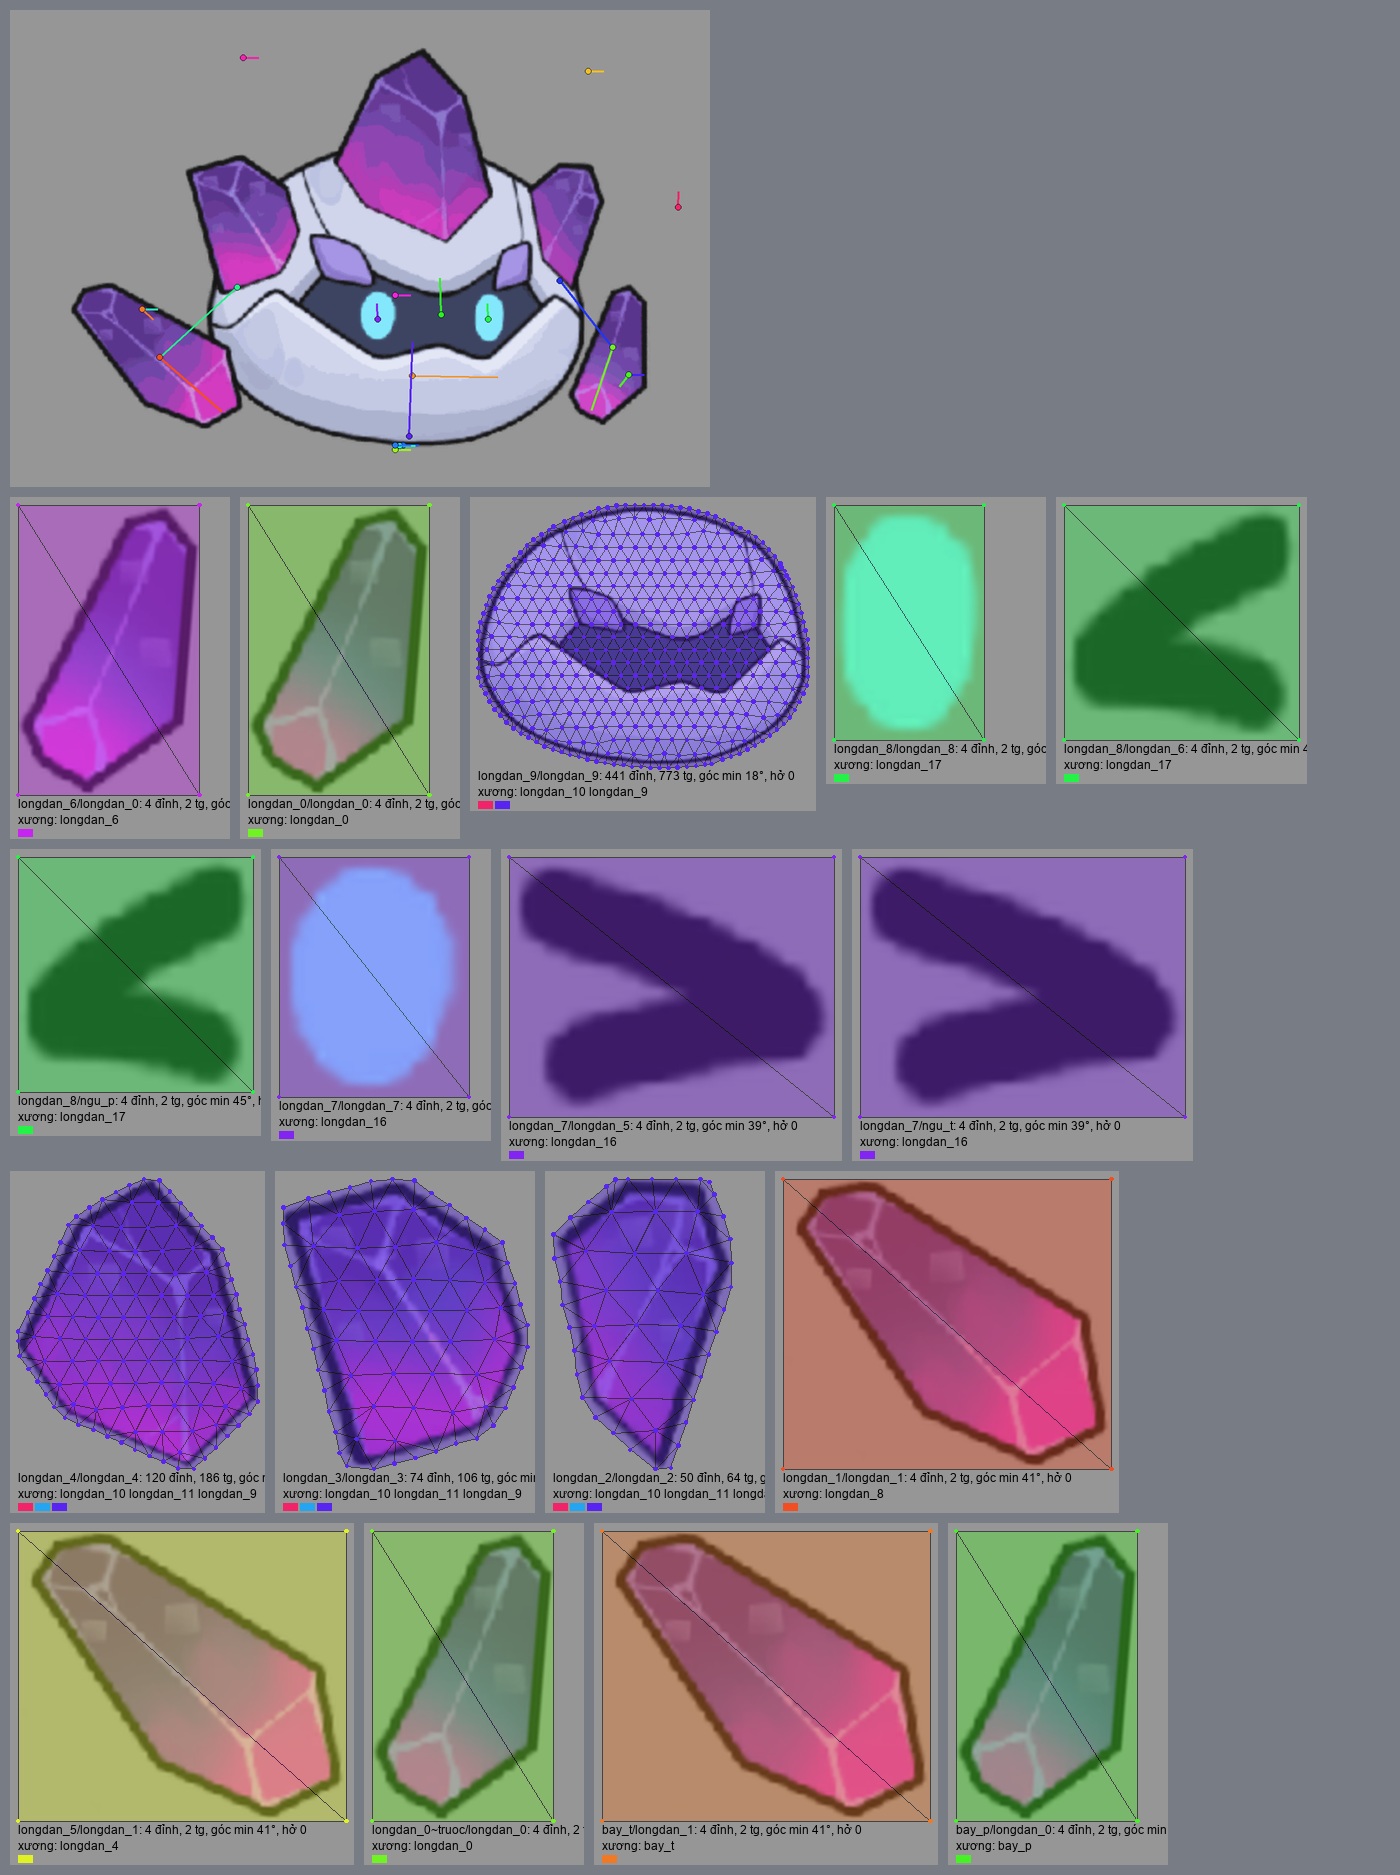 longdan_6/longdan_0: 4 đỉnh, 2 tg, góc
xương: longdan_6
longdan_0/longdan_0: 4 đỉnh, 2 tg, góc
xương: longdan_0
longdan_9/longdan_9: 441 đỉnh, 773 tg, góc min 18°, hở 0
xương: longdan_10 longdan_9
longdan_8/longdan_8: 4 đỉnh, 2 tg, góc
xương: longdan_17
longdan_8/longdan_6: 4 đỉnh, 2 tg, góc min 4
xương: longdan_17
longdan_8/ngu_p: 4 đỉnh, 2 tg, góc min 45°, h
xương: longdan_17
longdan_7/longdan_7: 4 đỉnh, 2 tg, góc
xương: longdan_16
longdan_7/longdan_5: 4 đỉnh, 2 tg, góc min 39°, hở 0
xương: longdan_16
longdan_7/ngu_t: 4 đỉnh, 2 tg, góc min 39°, hở 0
xương: longdan_16
longdan_4/longdan_4: 120 đỉnh, 186 tg, góc
xương: longdan_10 longdan_11 longdan_9
longdan_3/longdan_3: 74 đỉnh, 106 tg, góc min
xương: longdan_10 longdan_11 longdan_9
longdan_2/longdan_2: 50 đỉnh, 64 tg, g
xương: longdan_10 longdan_11 longda
longdan_1/longdan_1: 4 đỉnh, 2 tg, góc min 41°, hở 0
xương: longdan_8
longdan_5/longdan_1: 4 đỉnh, 2 tg, góc min 41°, hở 0
xương: longdan_4
longdan_0~truoc/longdan_0: 4 đỉnh, 2
xương: longdan_0
bay_t/longdan_1: 4 đỉnh, 2 tg, góc min 41°, hở 0
xương: bay_t
bay_p/longdan_0: 4 đỉnh, 2 tg, góc min
xương: bay_p